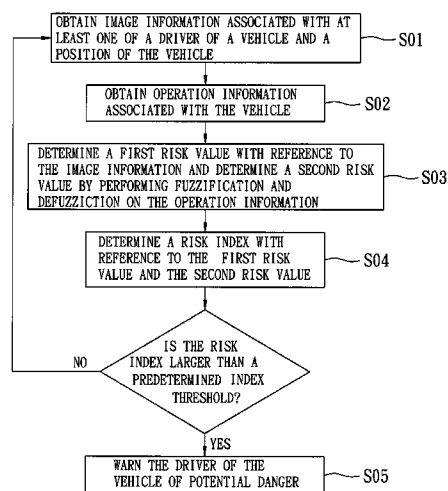 OBTAIN IMAGE INFORMATION ASSOCIATED WITH AT
LEAST ONE OF A DRIVER OF A VEHICLE AND A
POSITION OF THE VEHICLE
S01
OBTAIN OPERATION INFORMATION
ASSOCIATED WITH THE VEHICLE
S02
DETERMINE A FIRST RISK VALUE WITH REFERENCE TO
THE IMAGE INFORMATION AND DETERMINE A SECOND RISK
VALUE BY PERFORMING FUZZIFICATION AND
DEFUZZICTION ON THE OPERATION INFORMATION
S03
DETERMINE A RISK INDEX WITH
REFERENCE TO THE FIRST RISK
VALUE AND THE SECOND RISK VALUE
S04
IS THE RISK
INDEX LARGER THAN A
PREDETERMINED INDEX
THRESHOLD?
NO
YES
WARN THE DRIVER OF THE
VEHICLE OF POTENTIAL DANGER
S05